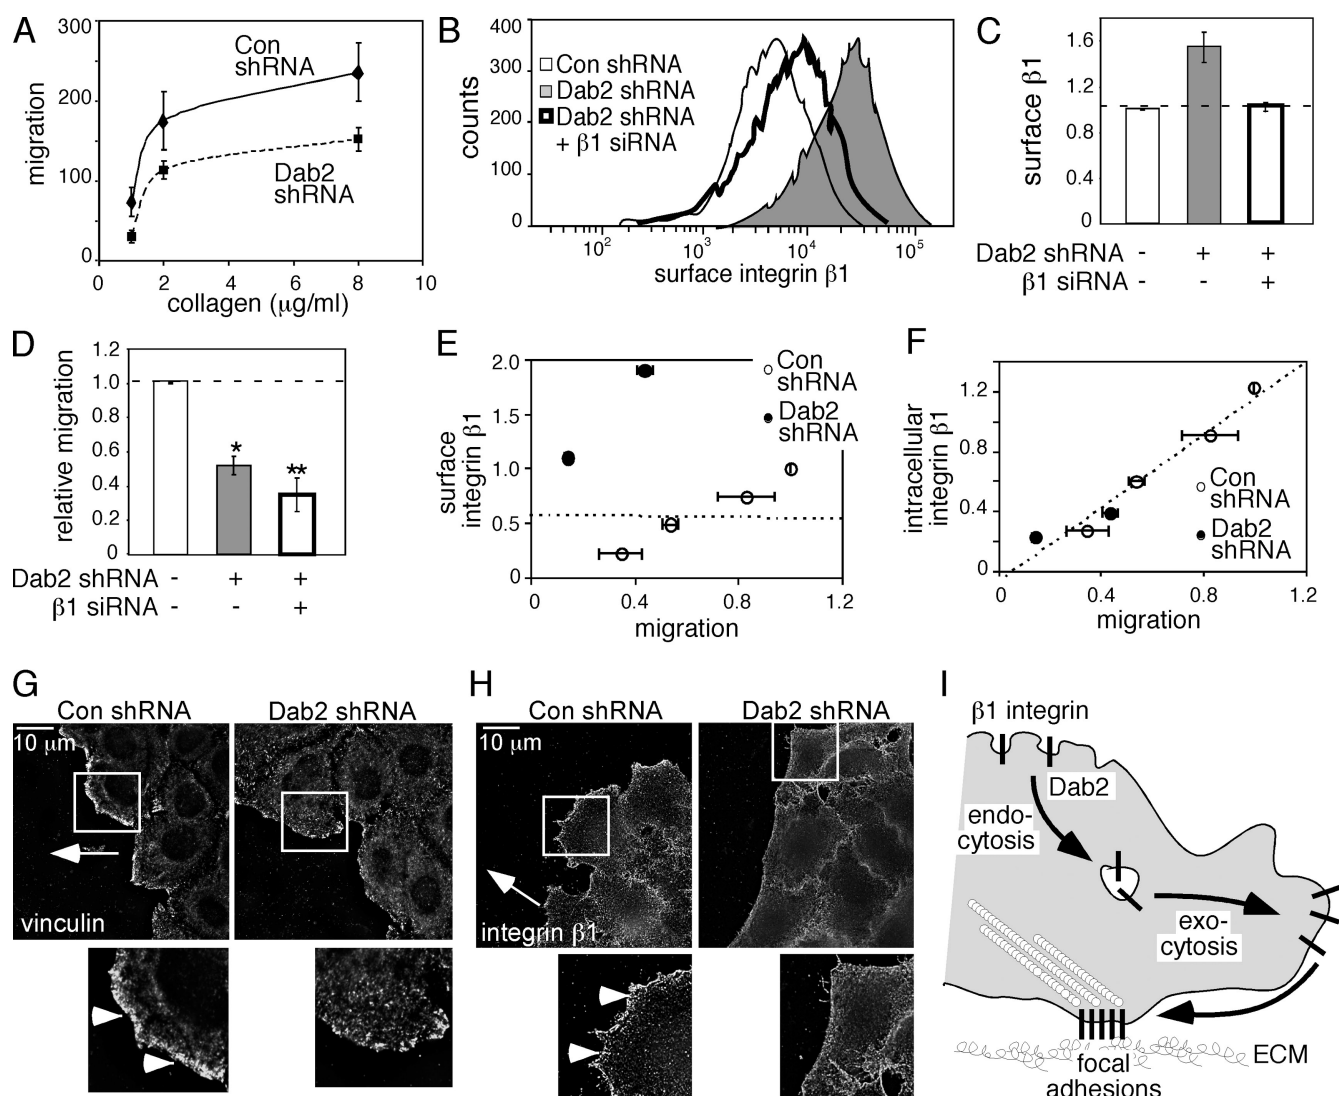 A
300
200
100
0
migration
Con
shRNA
Dab2
shRNA
0
2
4
6
8
10
collagen (μg/ml)
B
400
300
200
100
0
counts
Con shRNA
Dab2 shRNA
Dab2 shRNA
+ β1 siRNA
10²
10³
10⁴
10⁵
surface integrin β1
C
1.6
1.2
0.8
0.4
0
surface β1
Dab2 shRNA - + +
β1 siRNA - - +
D
1.2
1.0
0.8
0.6
0.4
0.2
0
relative migration
*
**
Dab2 shRNA - + +
β1 siRNA - - +
E
2.0
1.5
1.0
0.5
0
surface
integrin β1
Con
shRNA
Dab2
shRNA
0
0.4
0.8
1.2
migration
F
1.2
0.8
0.4
0
intracellular
integrin β1
Con
shRNA
Dab2
shRNA
0
0.4
0.8
1.2
migration
G
Con shRNA
Dab2 shRNA
10 μm
vinculin
H
Con shRNA
Dab2 shRNA
10 μm
integrin β1
I
β1 integrin
Dab2
endo-
cytosis
exo-
cytosis
ECM
focal
adhesions